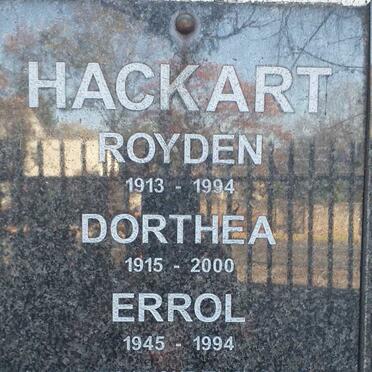 HACKART
ROYDEN
1913 - 1994
DORTHEA
1915 - 2000
ERROL
1945 - 1994